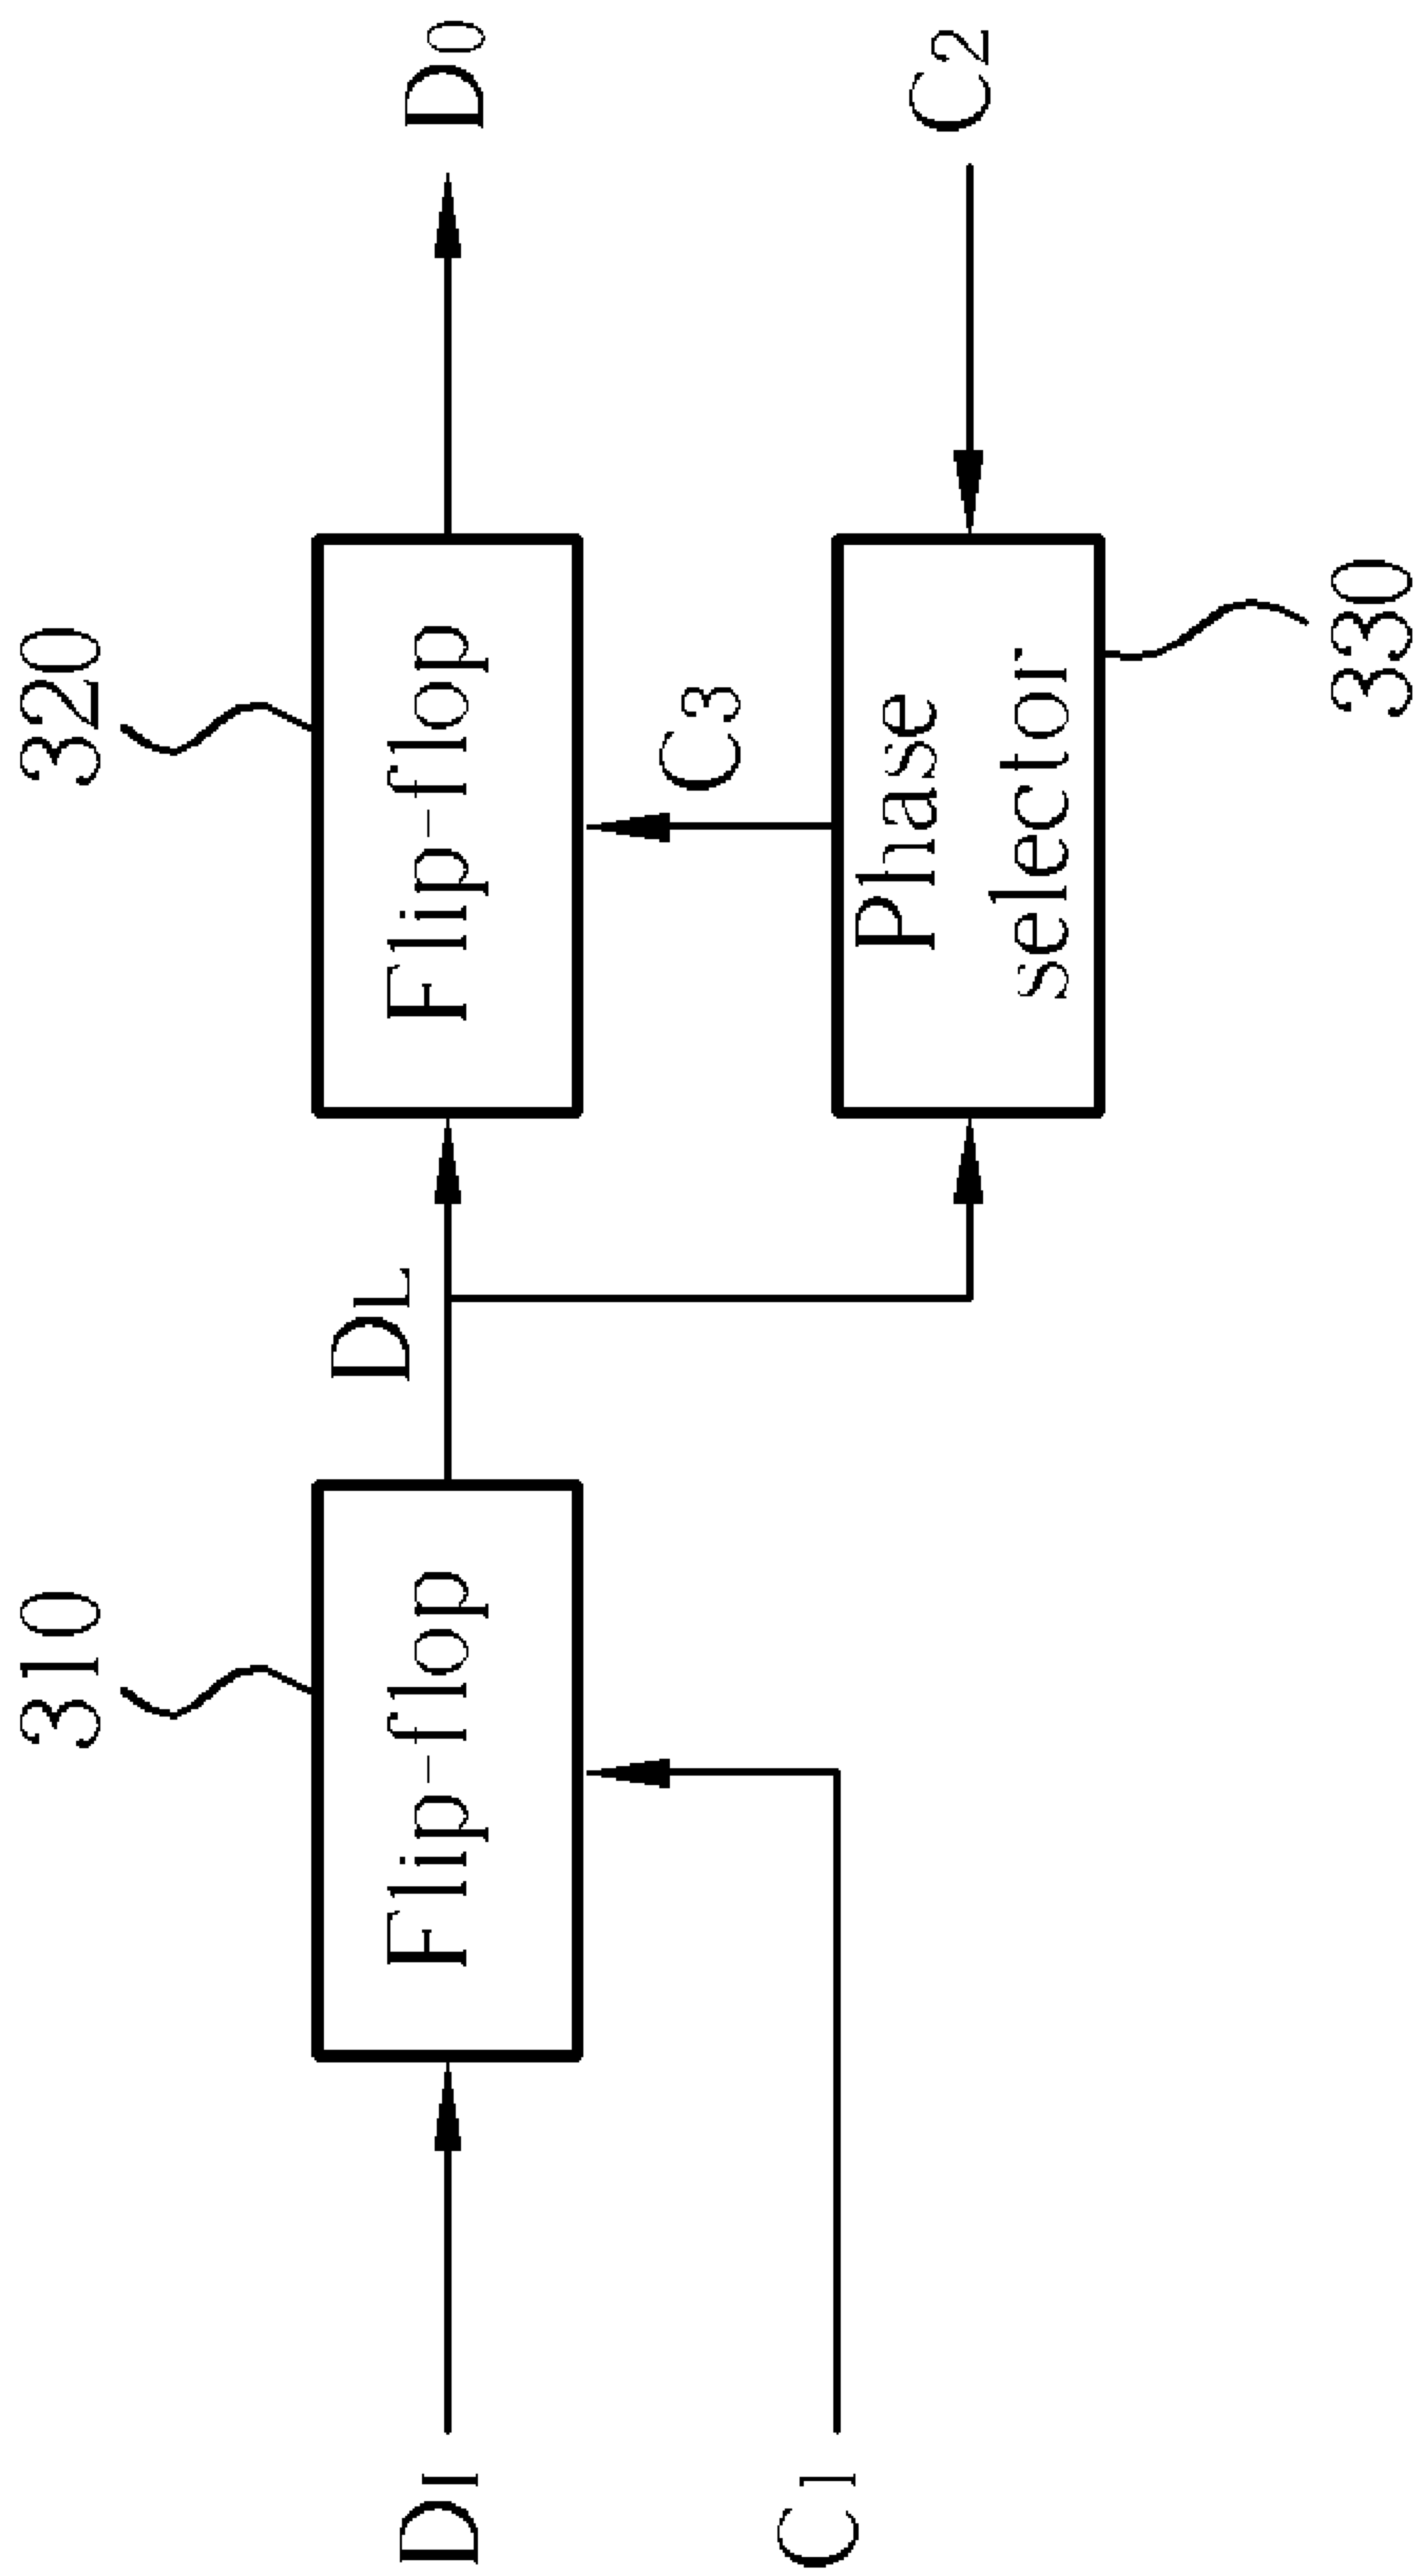 310
320
DI
Flip-flop
DL
Flip-flop
DO
C3
C1
Phase
selector
C2
330